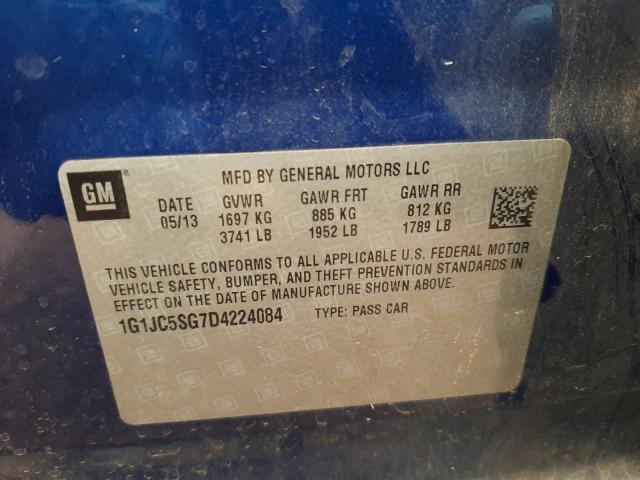 GM
MFD BY GENERAL MOTORS LLC
DATE GVWR GAWR FRT GAWR RR
05/13 1697 KG 885 KG 812 KG
3741 LB 1952 LB 1789 LB
THIS VEHICLE CONFORMS TO ALL APPLICABLE U.S. FEDERAL MOTOR
VEHICLE SAFETY, BUMPER, AND THEFT PREVENTION STANDARDS IN
EFFECT ON THE DATE OF MANUFACTURE SHOWN ABOVE.
1G1JC5SG7D4224084 TYPE: PASS CAR